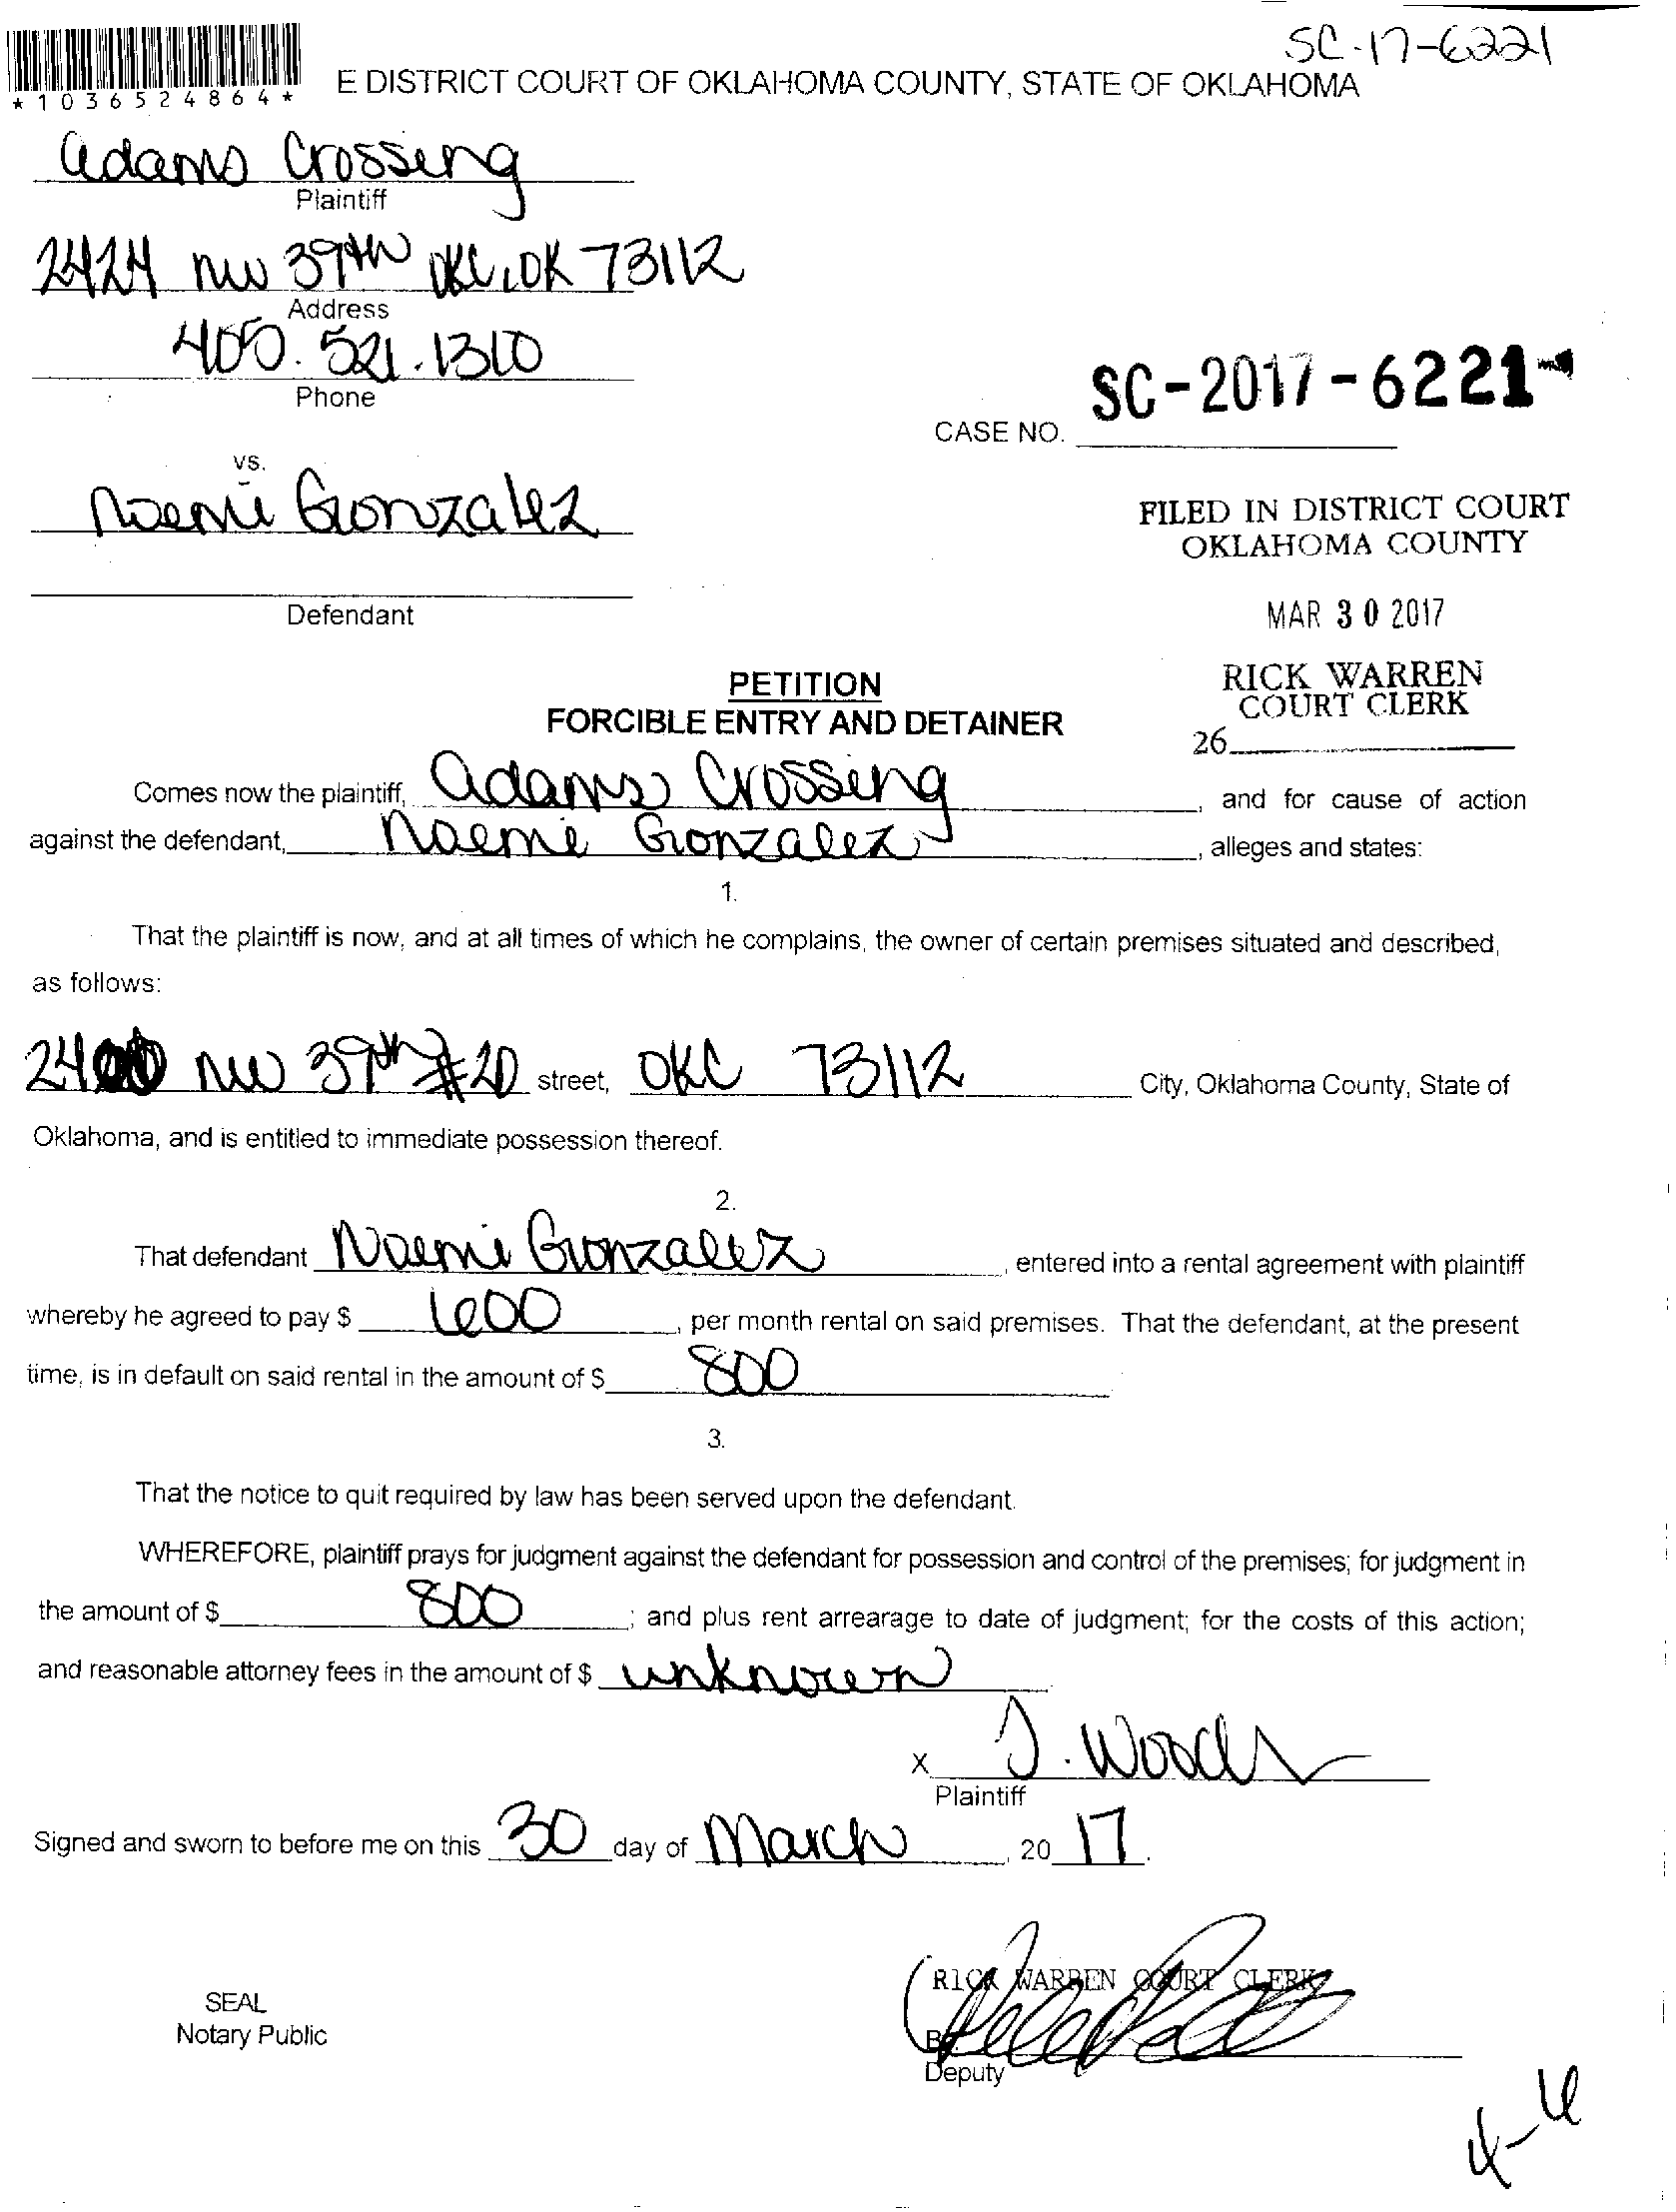 SC-17-6221
*1036524864*
E DISTRICT COURT OF OKLAHOMA COUNTY, STATE OF OKLAHOMA
Adams Crossing
Plaintiff
2424 NW 39th OKC, OK 73112
Address
405.521.1310
Phone
SC-2017-6221
CASE NO.
vs.
Noemi Gonzalez
FILED IN DISTRICT COURT
OKLAHOMA COUNTY
Defendant
MAR 30 2017
PETITION
RICK WARREN
COURT CLERK
FORCIBLE ENTRY AND DETAINER
26
Comes now the plaintiff, Adams Crossing, and for cause of action
against the defendant, Noemi Gonzalez, alleges and states:
1.
That the plaintiff is now, and at all times of which he complains, the owner of certain premises situated and described,
as follows:
24 NW 39th street, OKC 73112 City, Oklahoma County, State of
Oklahoma, and is entitled to immediate possession thereof.
2.
That defendant Noemi Gonzalez, entered into a rental agreement with plaintiff
whereby he agreed to pay $ 600, per month rental on said premises. That the defendant, at the present
time, is in default on said rental in the amount of $ 800
3.
That the notice to quit required by law has been served upon the defendant.
WHEREFORE, plaintiff prays for judgment against the defendant for possession and control of the premises; for judgment in
the amount of $ 800; and plus rent arrearage to date of judgment; for the costs of this action;
and reasonable attorney fees in the amount of $ unknown
X J. Woods
Plaintiff
Signed and sworn to before me on this 30 day of March, 2017.
RICK WARREN COURT CLERK
SEAL
Notary Public
By
Deputy
4-6